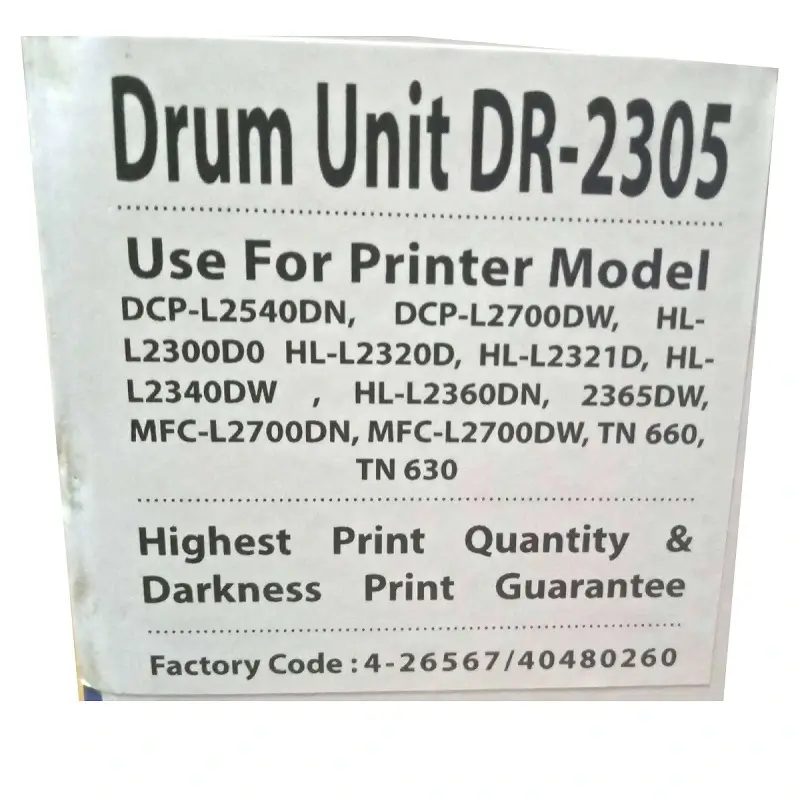 Drum Unit DR-2305
Use For Printer Model
DCP-L2540DN, DCP-L2700DW, HL-
L2300D0 HL-L2320D, HL-L2321D, HL-
L2340DW , HL-L2360DN, 2365DW,
MFC-L2700DN, MFC-L2700DW, TN 660,
TN 630
Highest Print Quantity &
Darkness Print Guarantee
Factory Code : 4-26567/40480260